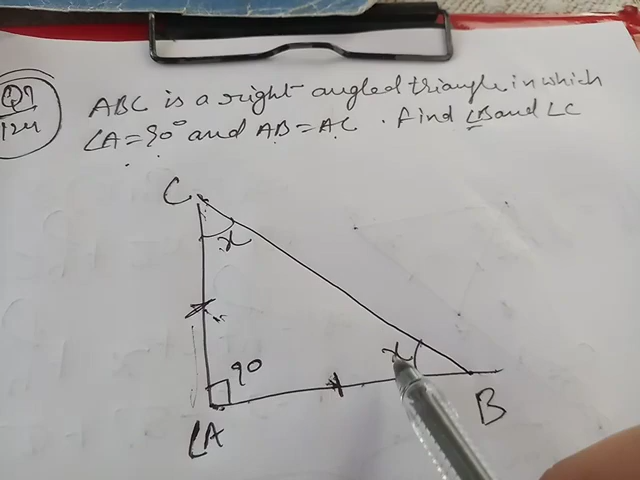 Q7
124
ABC is a right angled triangle in which
∠A = 90° and AB = AC . Find ∠B and ∠C
C
x
90
x
∠A
B